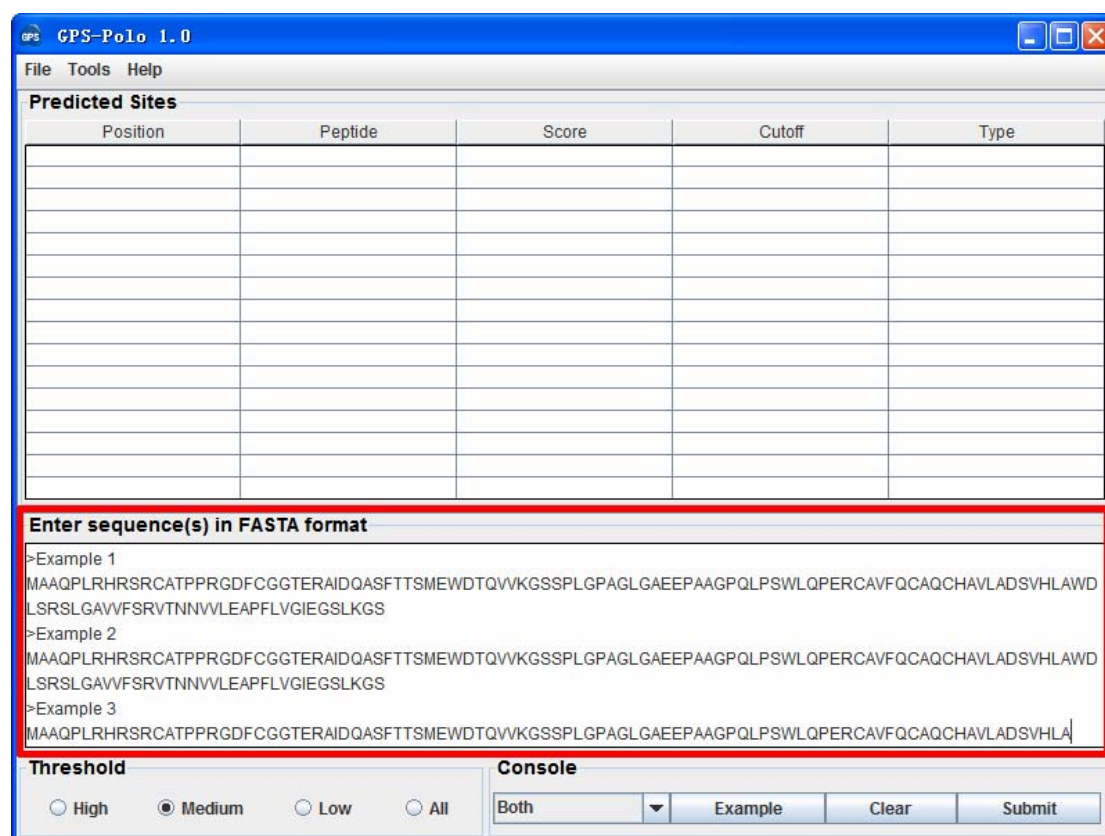 GPS GPS-Polo 1.0
File Tools Help
Predicted Sites
Position Peptide Score Cutoff Type
Enter sequence(s) in FASTA format
>Example 1
MAAQPLRHRSRCATPPRGDFCGGTERAIDQASFTTSMEWDTQVVKGSSPLGPAGLGAEEPAAGPQLPSWLQPERCAVFQCAQCHAVLADSVHLAWD
LSRSLGAVVFSRVTNNVVLEAPFLVGIEGSLKGS
>Example 2
MAAQPLRHRSRCATPPRGDFCGGTERAIDQASFTTSMEWDTQVVKGSSPLGPAGLGAEEPAAGPQLPSWLQPERCAVFQCAQCHAVLADSVHLAWD
LSRSLGAVVFSRVTNNVVLEAPFLVGIEGSLKGS
>Example 3
MAAQPLRHRSRCATPPRGDFCGGTERAIDQASFTTSMEWDTQVVKGSSPLGPAGLGAEEPAAGPQLPSWLQPERCAVFQCAQCHAVLADSVHLA
Threshold Console
High Medium Low All Both Example Clear Submit